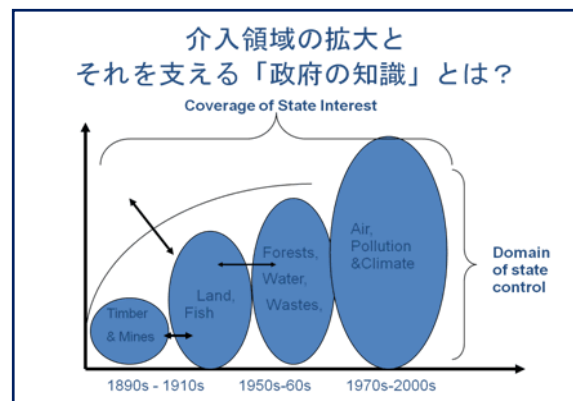 介入領域の拡大と
それを支える「政府の知識」とは?
Coverage of State Interest
Timber
& Mines
Land,
Fish
Forests,
Water,
Wastes,
Air,
Pollution
&Climate
Domain
of state
control
1890s - 1910s
1950s-60s
1970s-2000s